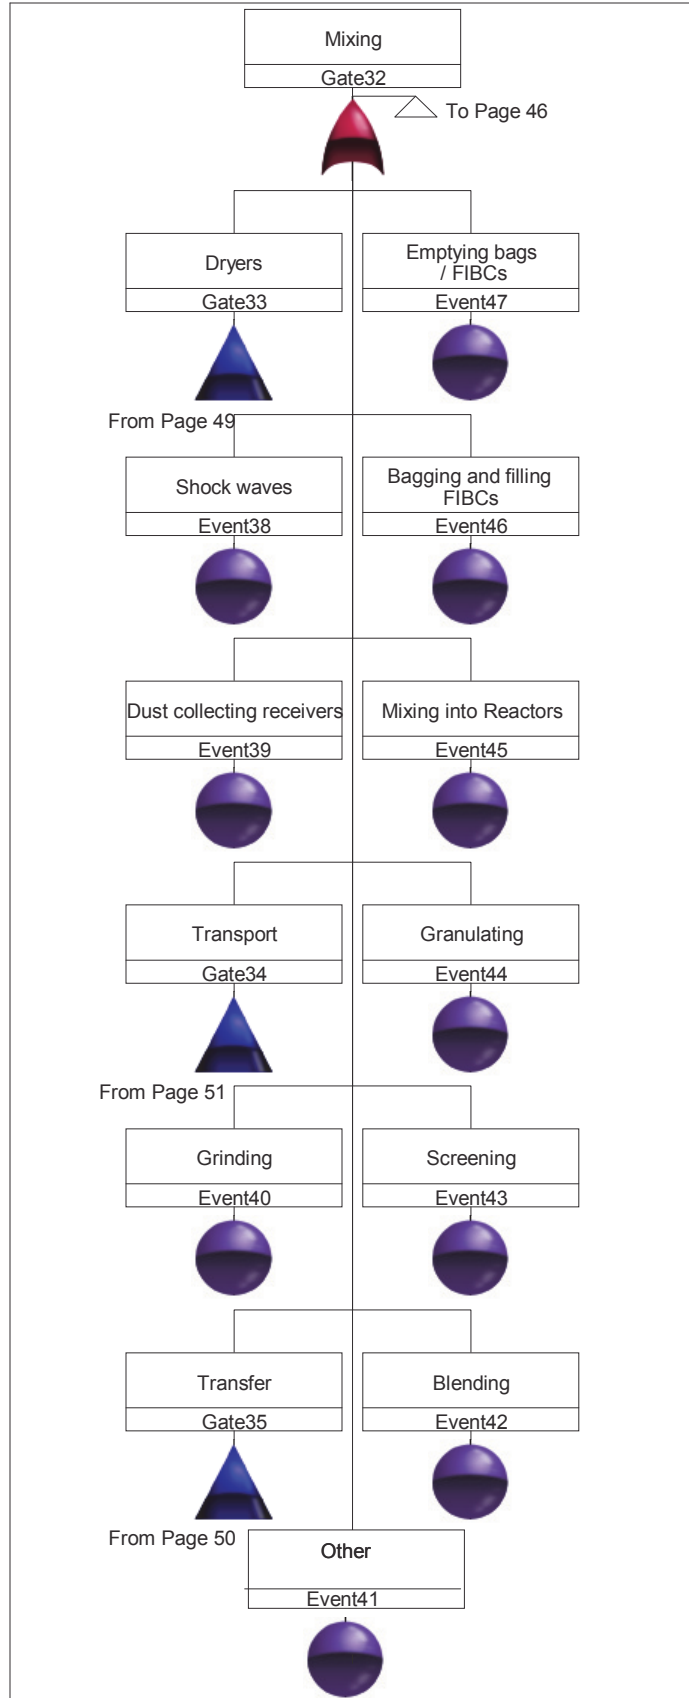 Mixing
Gate32
To Page 46
Dryers
Gate33
From Page 49
Emptying bags
/ FIBCs
Event47
Shock waves
Event38
Bagging and filling
FIBCs
Event46
Dust collecting receivers
Event39
Mixing into Reactors
Event45
Transport
Gate34
From Page 51
Granulating
Event44
Grinding
Event40
Screening
Event43
Transfer
Gate35
From Page 50
Blending
Event42
Other
Event41